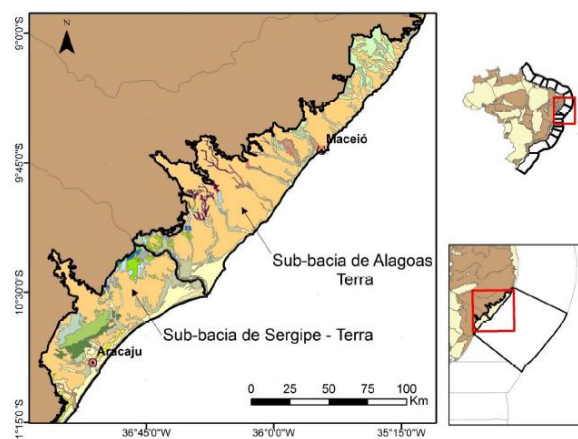 N
9°0'0"S
9°45'0"S
10°30'0"S
1°15'0"S
Maceió
Sub-bacia de Alagoas
Terra
Sub-bacia de Sergipe - Terra
Aracaju
0 25 50 75 100
Km
36°45'0"W 36°0'0"W 35°15'0"W